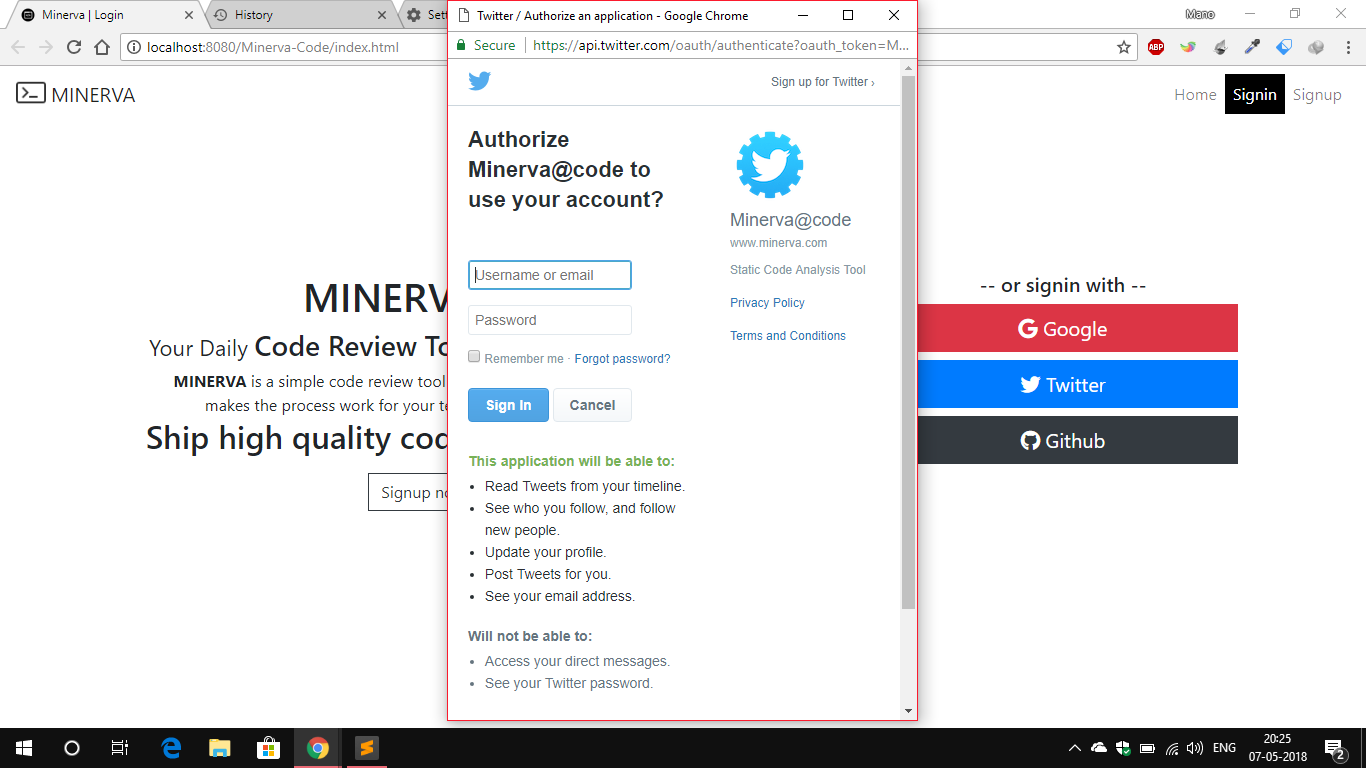 Minerva | Login
History
Sett
Mano
localhost:8080/Minerva-Code/index.html
ABP
MINERVA
Home
Signin
Signup
MINERV
Your Daily Code Review To
MINERVA is a simple code review tool
makes the process work for your te
Ship high quality cod
Signup no
Twitter / Authorize an application - Google Chrome
Secure
https://api.twitter.com/oauth/authenticate?oauth_token=M...
Sign up for Twitter ›
Authorize
Minerva@code to
use your account?
Username or email
Password
Remember me · Forgot password?
Sign In
Cancel
This application will be able to:
• Read Tweets from your timeline.
• See who you follow, and follow
new people.
• Update your profile.
• Post Tweets for you.
• See your email address.
Will not be able to:
• Access your direct messages.
• See your Twitter password.
Minerva@code
www.minerva.com
Static Code Analysis Tool
Privacy Policy
Terms and Conditions
-- or signin with --
Google
Twitter
Github
ENG
20:25
07-05-2018
2